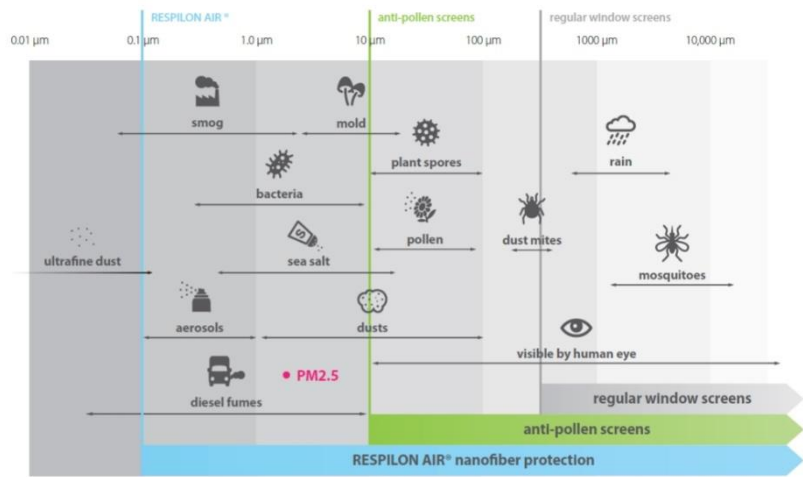 RESPILON AIR® anti-pollen screens regular window screens
0.01 µm 0.1 µm 1.0 µm 10 µm 100 µm 1000 µm 10,000 µm
smog mold
plant spores rain
bacteria
pollen dust mites
ultrafine dust sea salt
mosquitoes
aerosols dusts
visible by human eye
PM2.5
diesel fumes
regular window screens
anti-pollen screens
RESPILON AIR® nanofiber protection